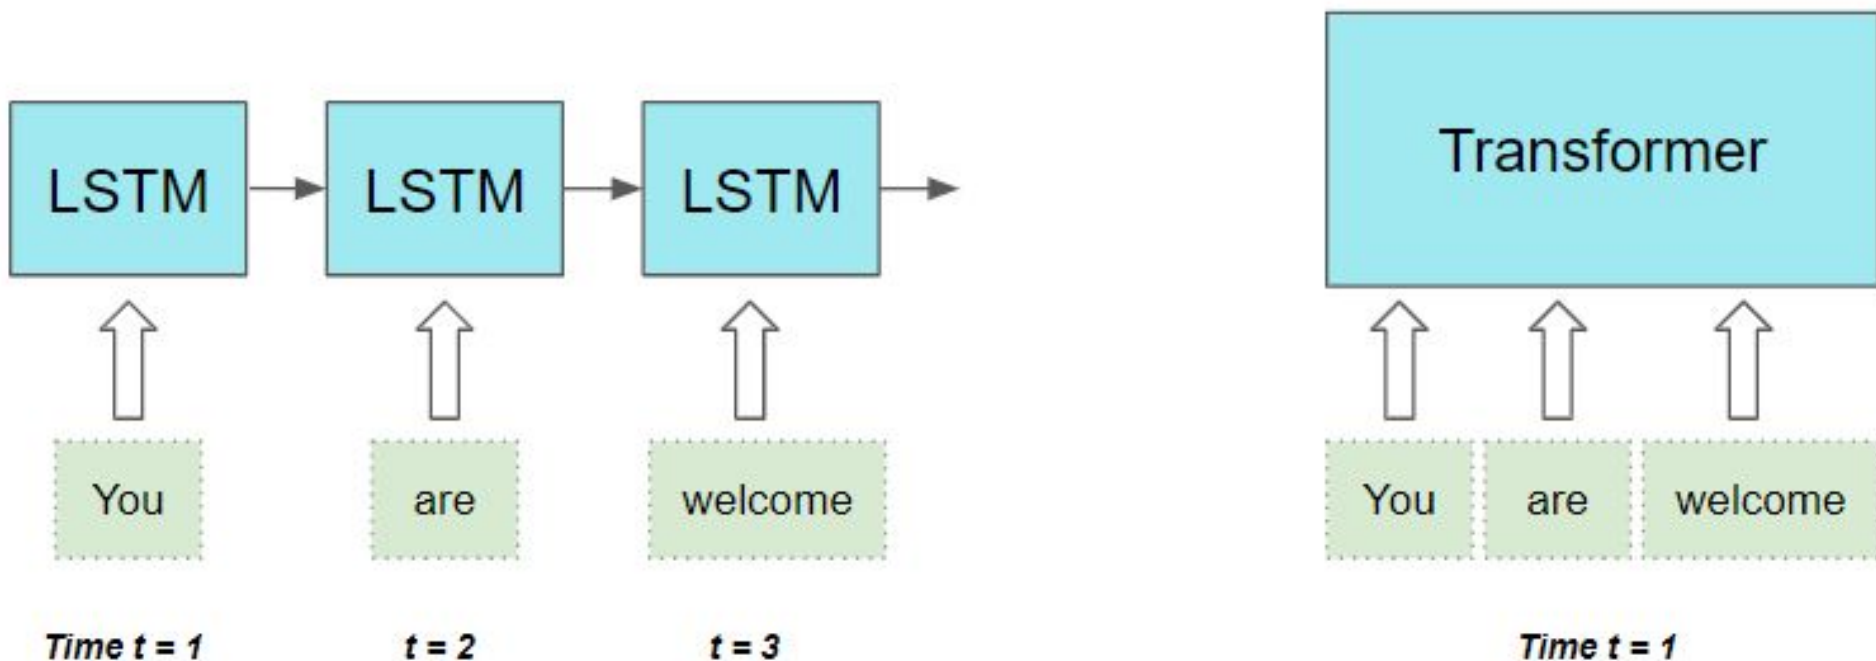 LSTM LSTM LSTM
You are welcome
Time t = 1 t = 2 t = 3
Transformer
You are welcome
Time t = 1